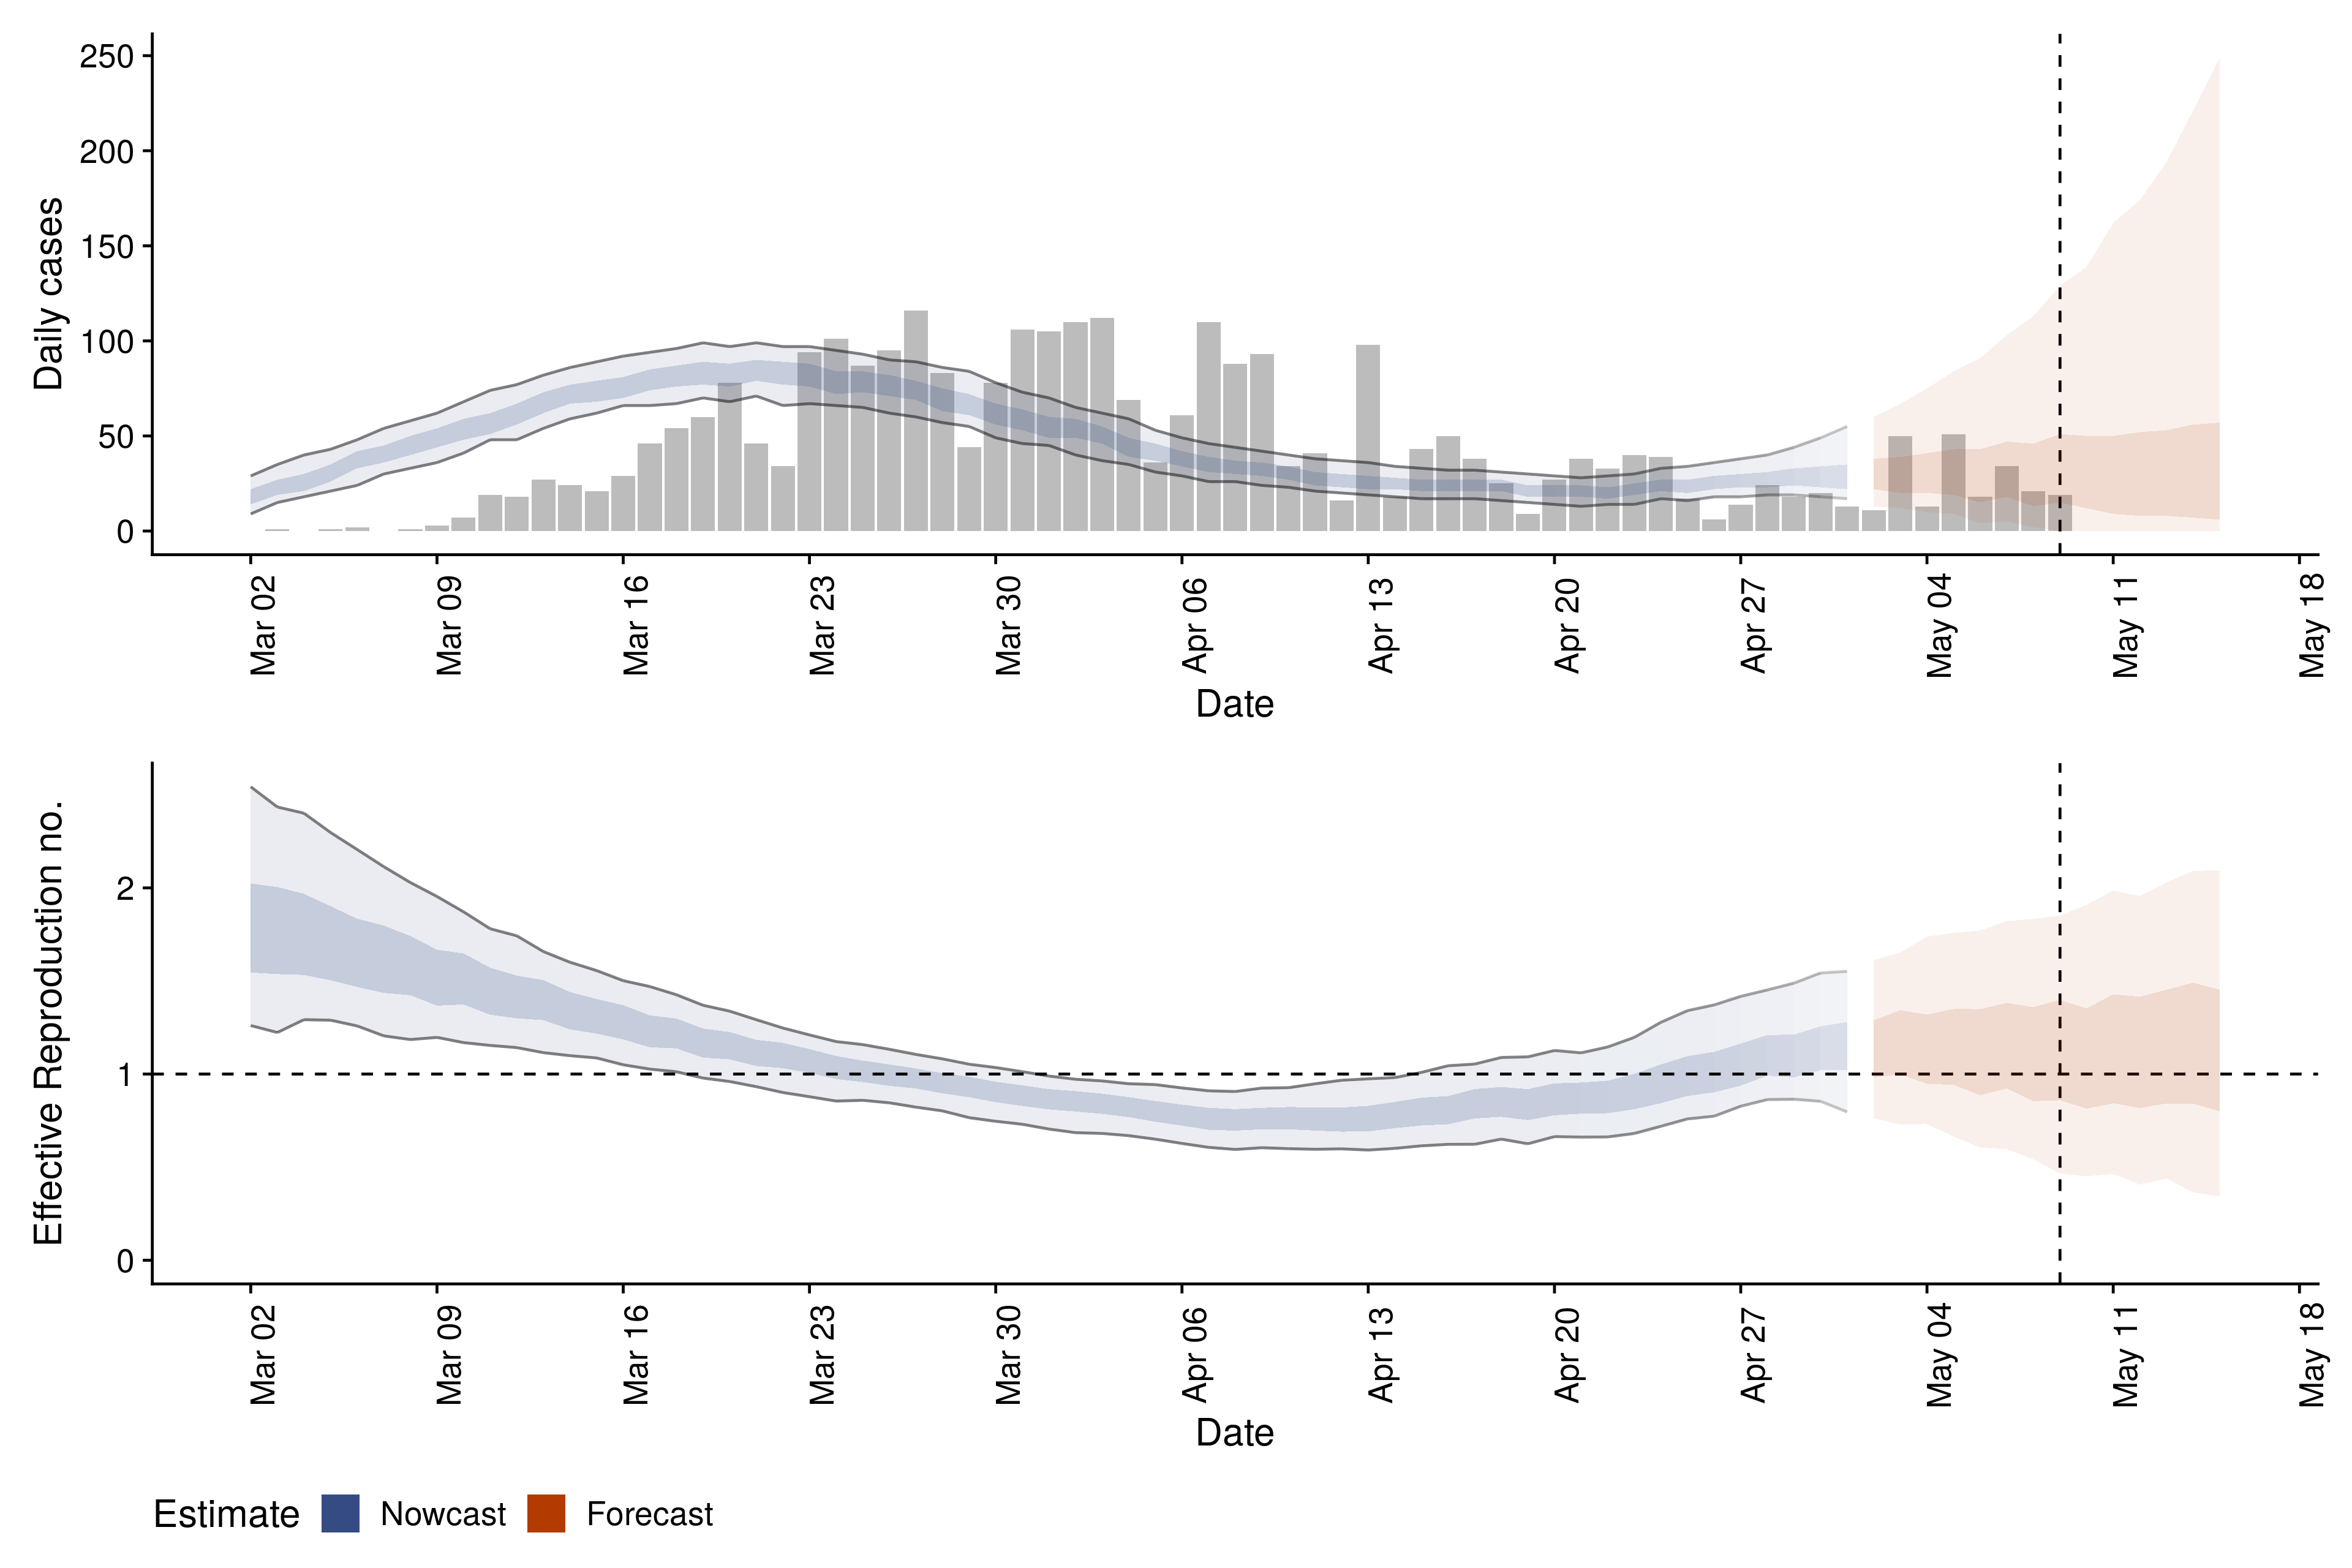 Daily cases
250
200
150
100
50
0
Mar 02
Mar 09
Mar 16
Mar 23
Mar 30
Apr 06
Apr 13
Apr 20
Apr 27
May 04
May 11
May 18
Date
Effective Reproduction no.
2
1
0
Mar 02
Mar 09
Mar 16
Mar 23
Mar 30
Apr 06
Apr 13
Apr 20
Apr 27
May 04
May 11
May 18
Date
Estimate Nowcast Forecast